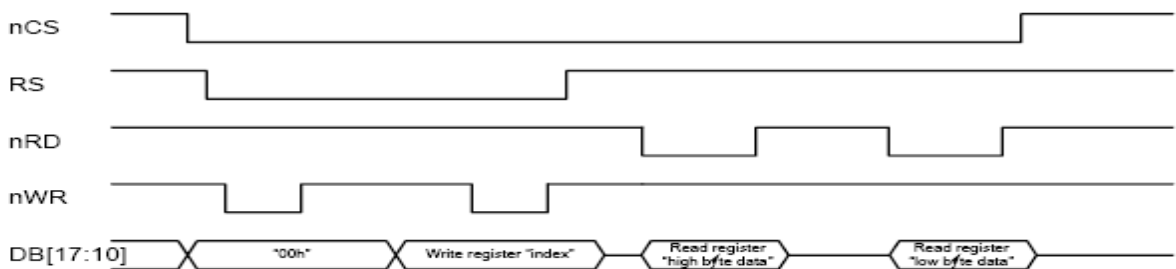 nCS
RS
nRD
nWR
DB[17:10]
"00h"
Write register "index"
Read register
"high byte data"
Read register
"low byte data"